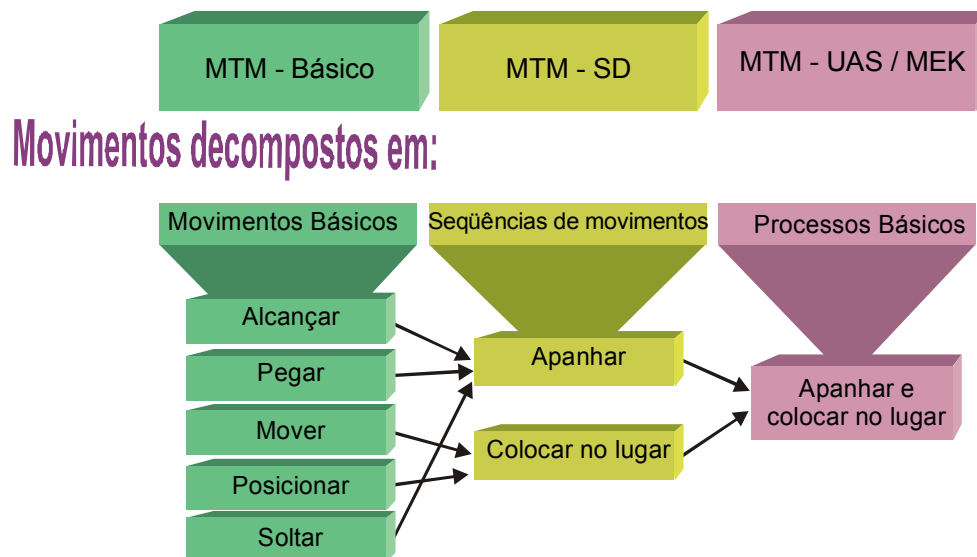 MTM - Básico
MTM - SD
MTM - UAS / MEK
Movimentos decompostos em:
Movimentos Básicos
Seqüências de movimentos
Processos Básicos
Alcançar
Pegar
Mover
Posicionar
Soltar
Apanhar
Colocar no lugar
Apanhar e
colocar no lugar